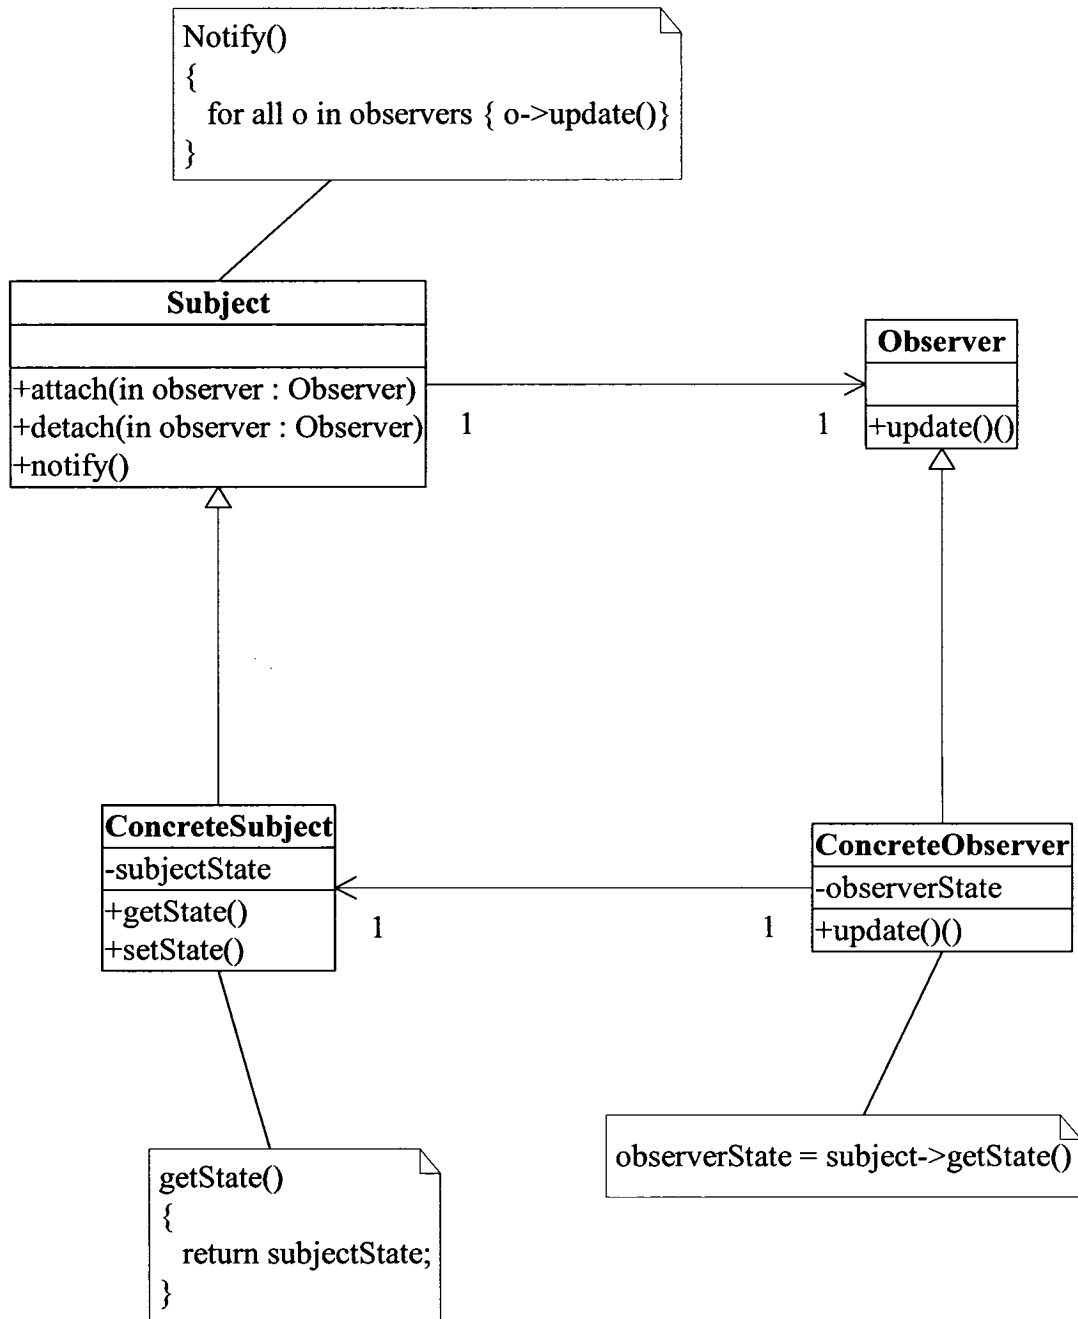 Notify()
{
for all o in observers { o->update()}
}
Subject
+attach(in observer : Observer)
+detach(in observer : Observer)
+notify()
1
1
Observer
+update()()
ConcreteSubject
-subjectState
+getState()
+setState()
1
1
ConcreteObserver
-observerState
+update()()
getState()
{
return subjectState;
}
observerState = subject->getState()